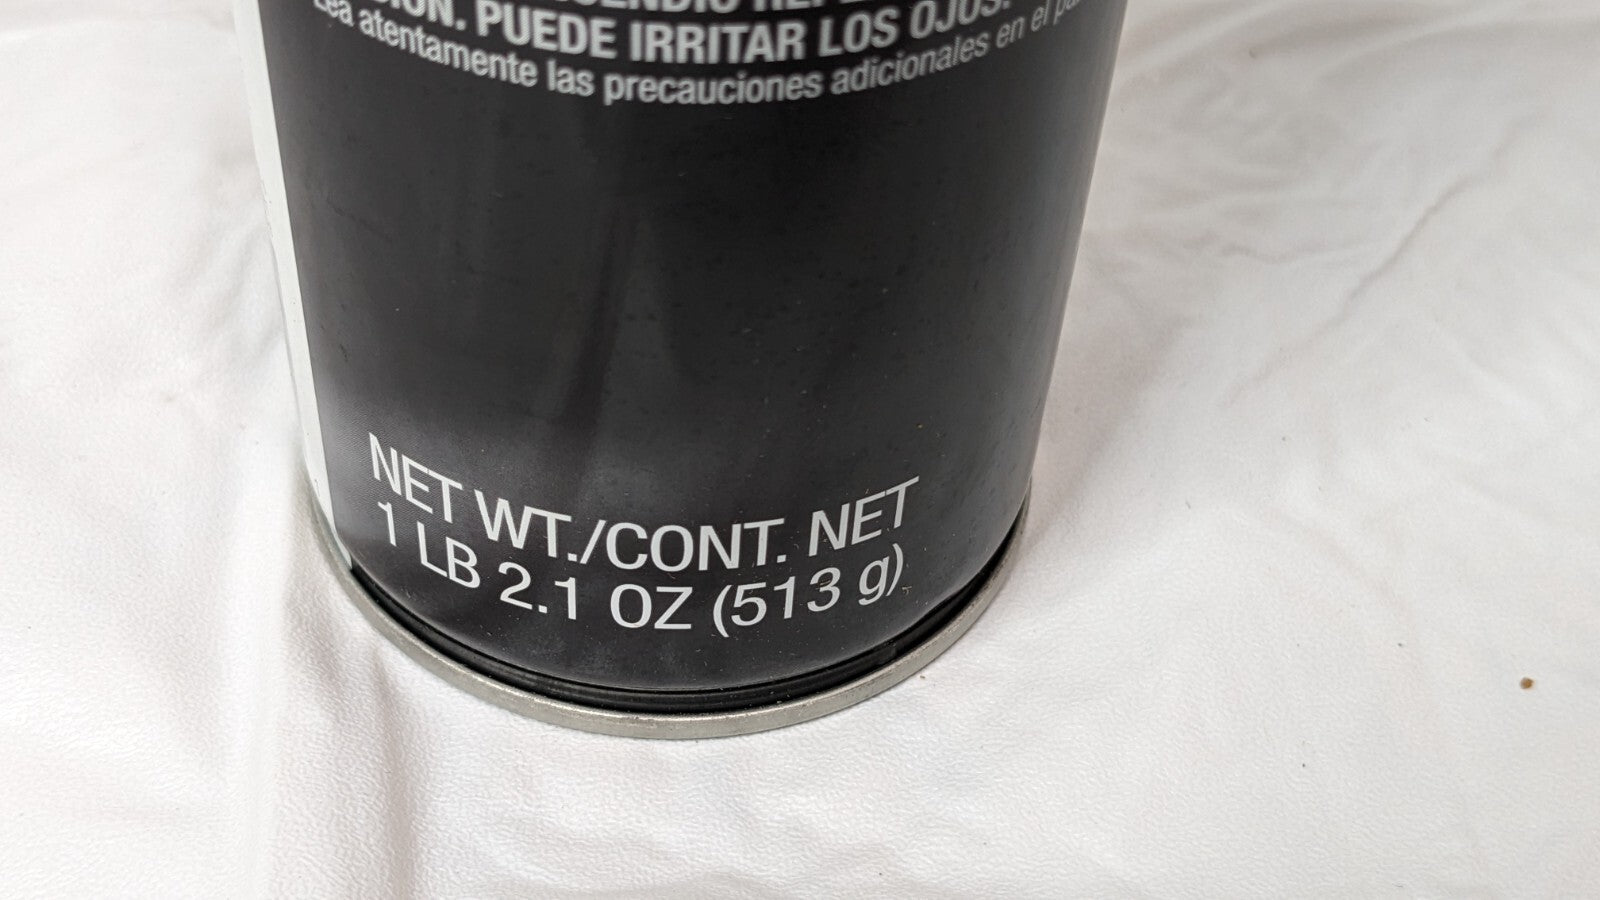 PUEDE IRRITAR LOS OJOS.
Lea atentamente las precauciones adicionales en el
NET WT./CONT. NET
1 LB 2.1 OZ (513 g)